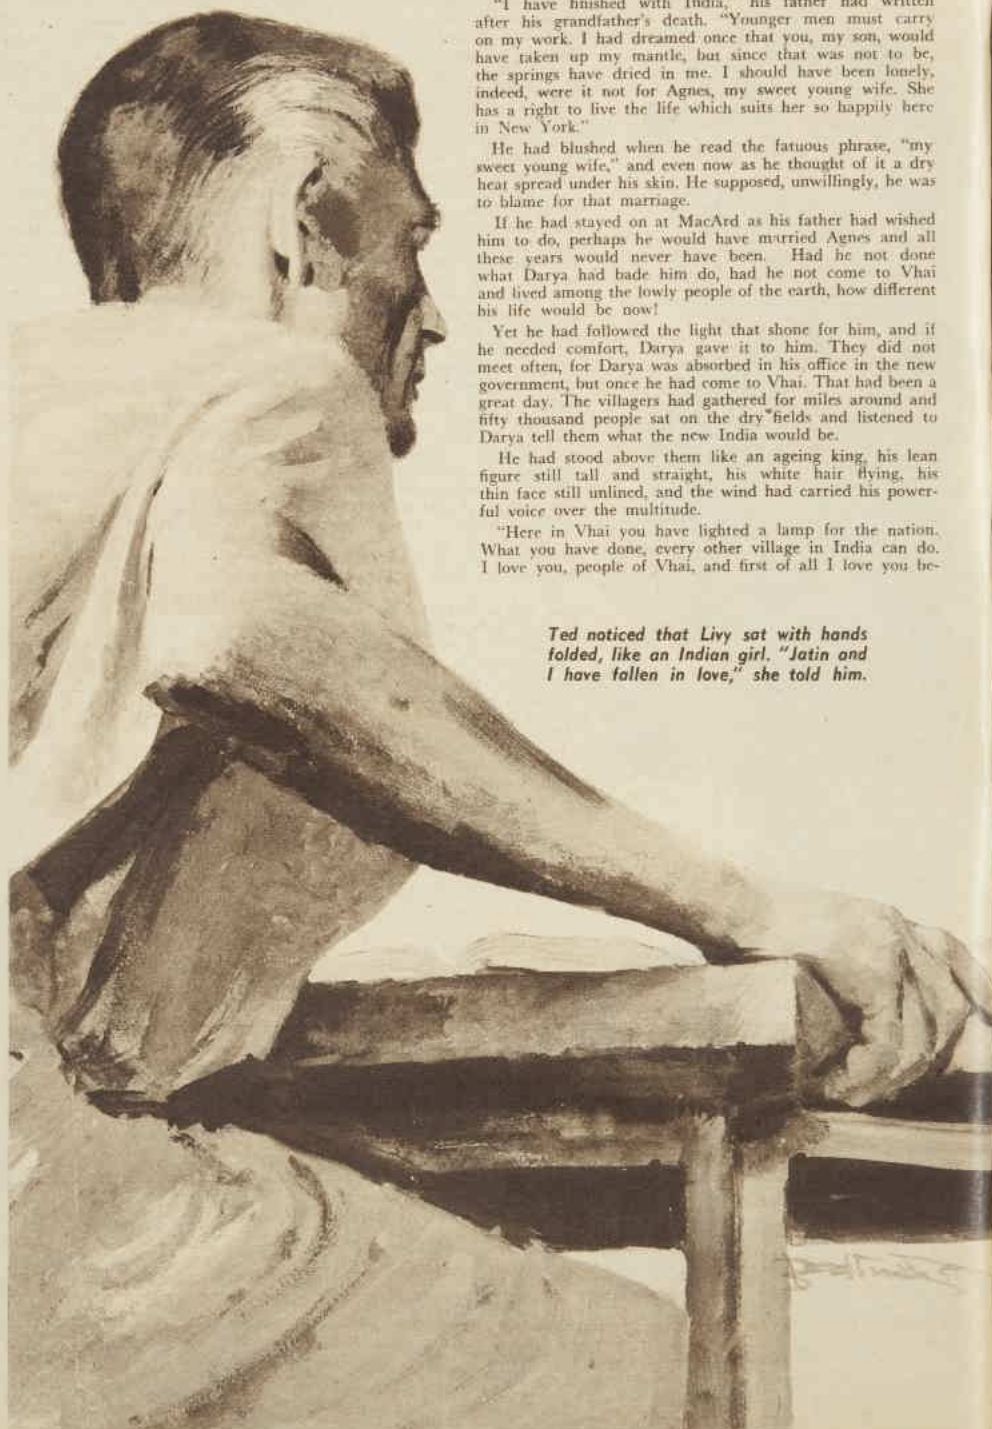 "I have finished with India," his father had written
after his grandfather's death. "Younger men must carry
on my work. I had dreamed once that you, my son, would
have taken up my mantle, but since that was not to be,
the springs have dried in me. I should have been lonely,
indeed, were it not for Agnes, my sweet young wife. She
has a right to live the life which suits her so happily here
in New York."
He had blushed when he read the fatuous phrase, "my
sweet young wife," and even now as he thought of it a dry
heat spread under his skin. He supposed, unwillingly, he was
to blame for that marriage.
If he had stayed on at MacArd as his father had wished
him to do, perhaps he would have married Agnes and all
these years would never have been. Had he not done
what Darya had bade him do, had he not come to Vhai
and lived among the lowly people of the earth, how different
his life would be now!
Yet he had followed the light that shone for him, and if
he needed comfort, Darya gave it to him. They did not
meet often, for Darya was absorbed in his office in the new
government, but once he had come to Vhai. That had been a
great day. The villagers had gathered for miles around and
fifty thousand people sat on the dry fields and listened to
Darya tell them what the new India would be.
He had stood above them like an ageing king, his lean
figure still tall and straight, his white hair flying, his
thin face still unlined, and the wind had carried his power-
ful voice over the multitude.
"Here in Vhai you have lighted a lamp for the nation.
What you have done, every other village in India can do.
I love you, people of Vhai, and first of all I love you be-
Ted noticed that Livy sat with hands
folded, like an Indian girl. "Jatin and
I have fallen in love," she told him.